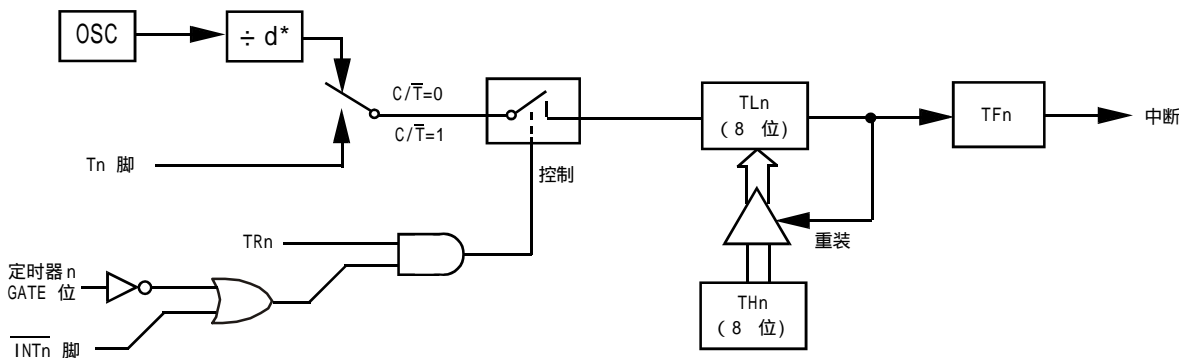 OSC
÷ d*
C/T̅=0
C/T̅=1
Tn 脚
控制
TLn
(8 位)
TFn
中断
重装
TRn
定时器n
GATE 位
I̅N̅T̅n̅ 脚
THn
(8 位)